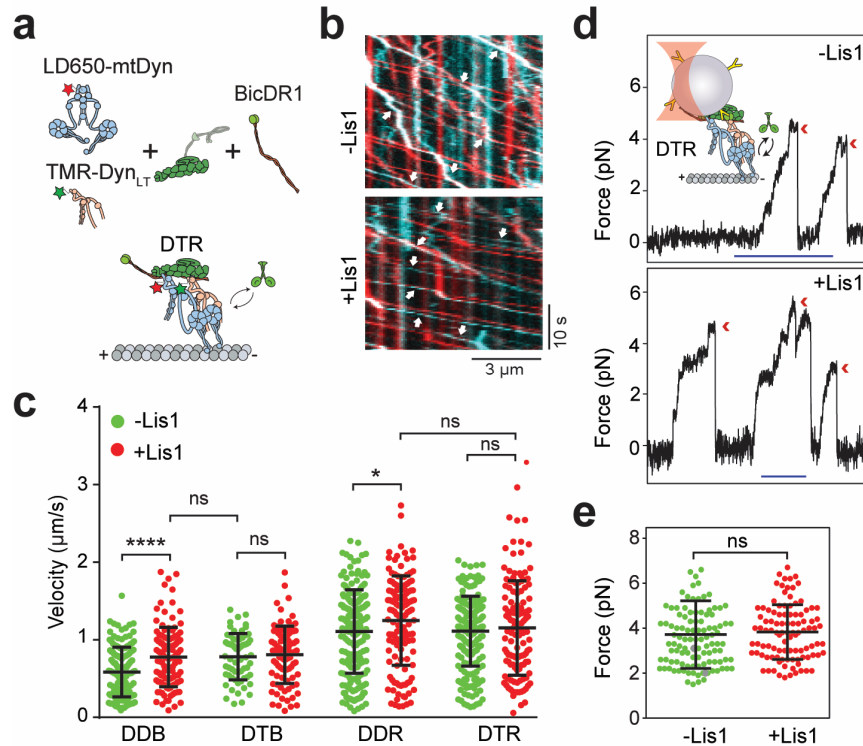 a
LD650-mtDyn
BicDR1
+
+
TMR-DynLT
DTR
+
-
b
-Lis1
+Lis1
10 s
3 µm
c
4
3
2
1
0
Velocity (µm/s)
-Lis1
+Lis1
****
ns
ns
*
ns
ns
DDB
DTB
DDR
DTR
d
-Lis1
6
4
2
0
Force (pN)
DTR
+
-
+Lis1
6
4
2
0
Force (pN)
e
8
6
4
2
0
Force (pN)
ns
-Lis1
+Lis1